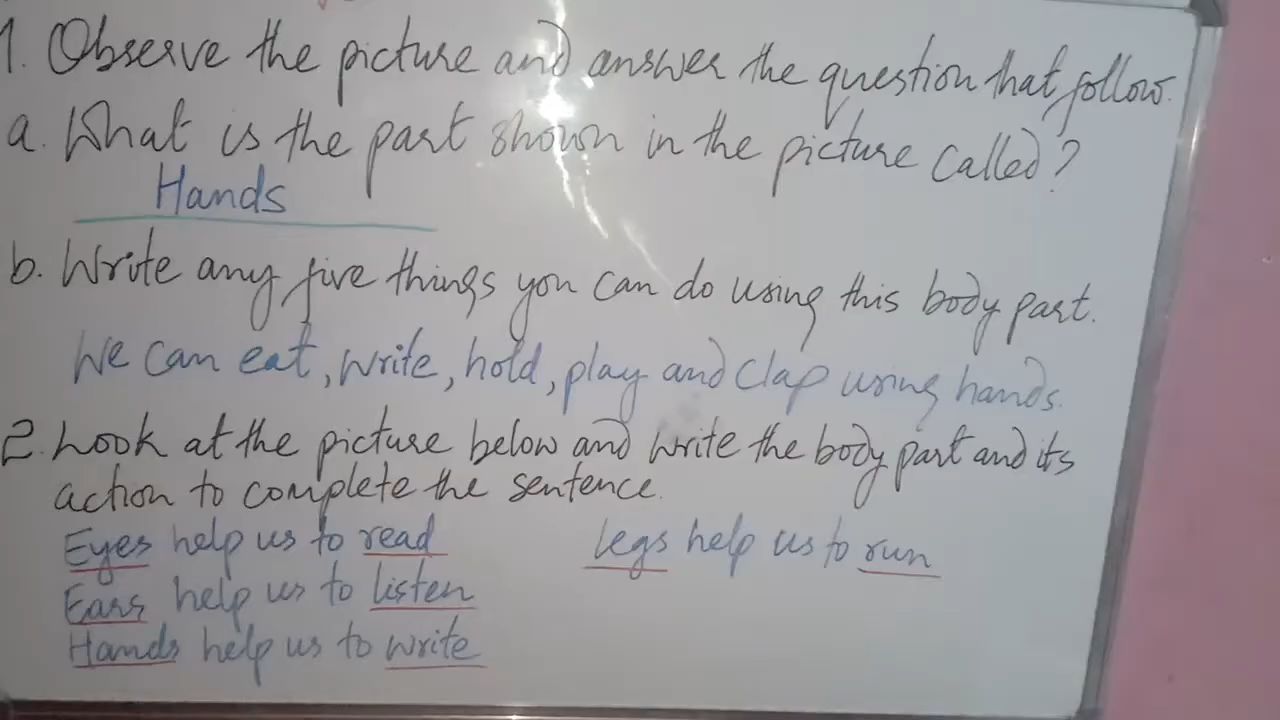 1. Observe the picture and answer the question that follow.
a. What is the part shown in the picture called?
Hands
b. Write any five things you can do using this body part.
We can eat, write, hold, play and clap using hands.
2. Look at the picture below and write the body part and its
action to complete the sentence.
Eyes help us to read
Legs help us to run
Ears help us to listen
Hands help us to write